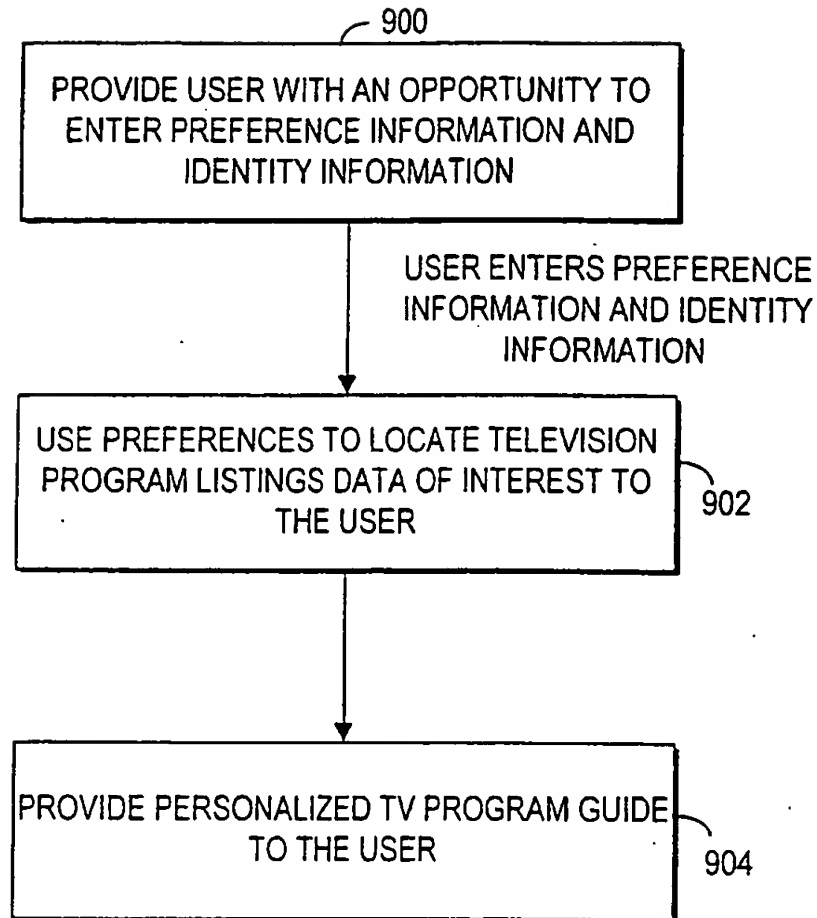 900
PROVIDE USER WITH AN OPPORTUNITY TO
ENTER PREFERENCE INFORMATION AND
IDENTITY INFORMATION
USER ENTERS PREFERENCE
INFORMATION AND IDENTITY
INFORMATION
USE PREFERENCES TO LOCATE TELEVISION
PROGRAM LISTINGS DATA OF INTEREST TO
THE USER
902
PROVIDE PERSONALIZED TV PROGRAM GUIDE
TO THE USER
904